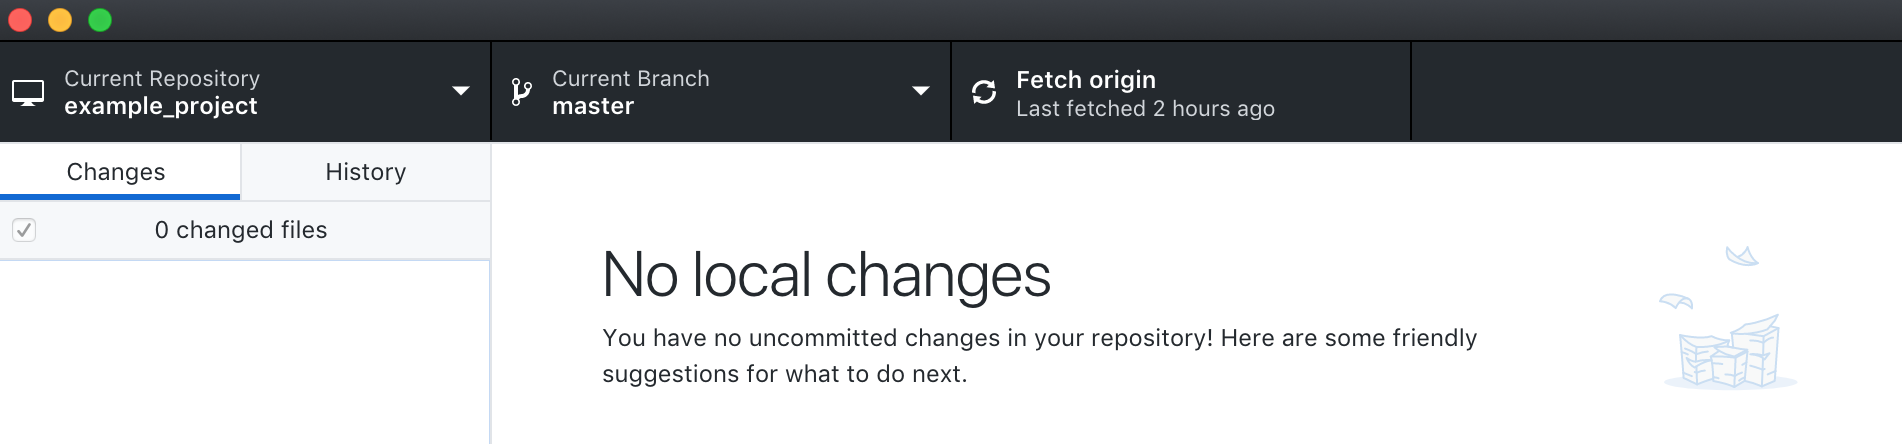 Current Repository
example_project
Current Branch
master
Fetch origin
Last fetched 2 hours ago
Changes
History
0 changed files
No local changes
You have no uncommitted changes in your repository! Here are some friendly
suggestions for what to do next.